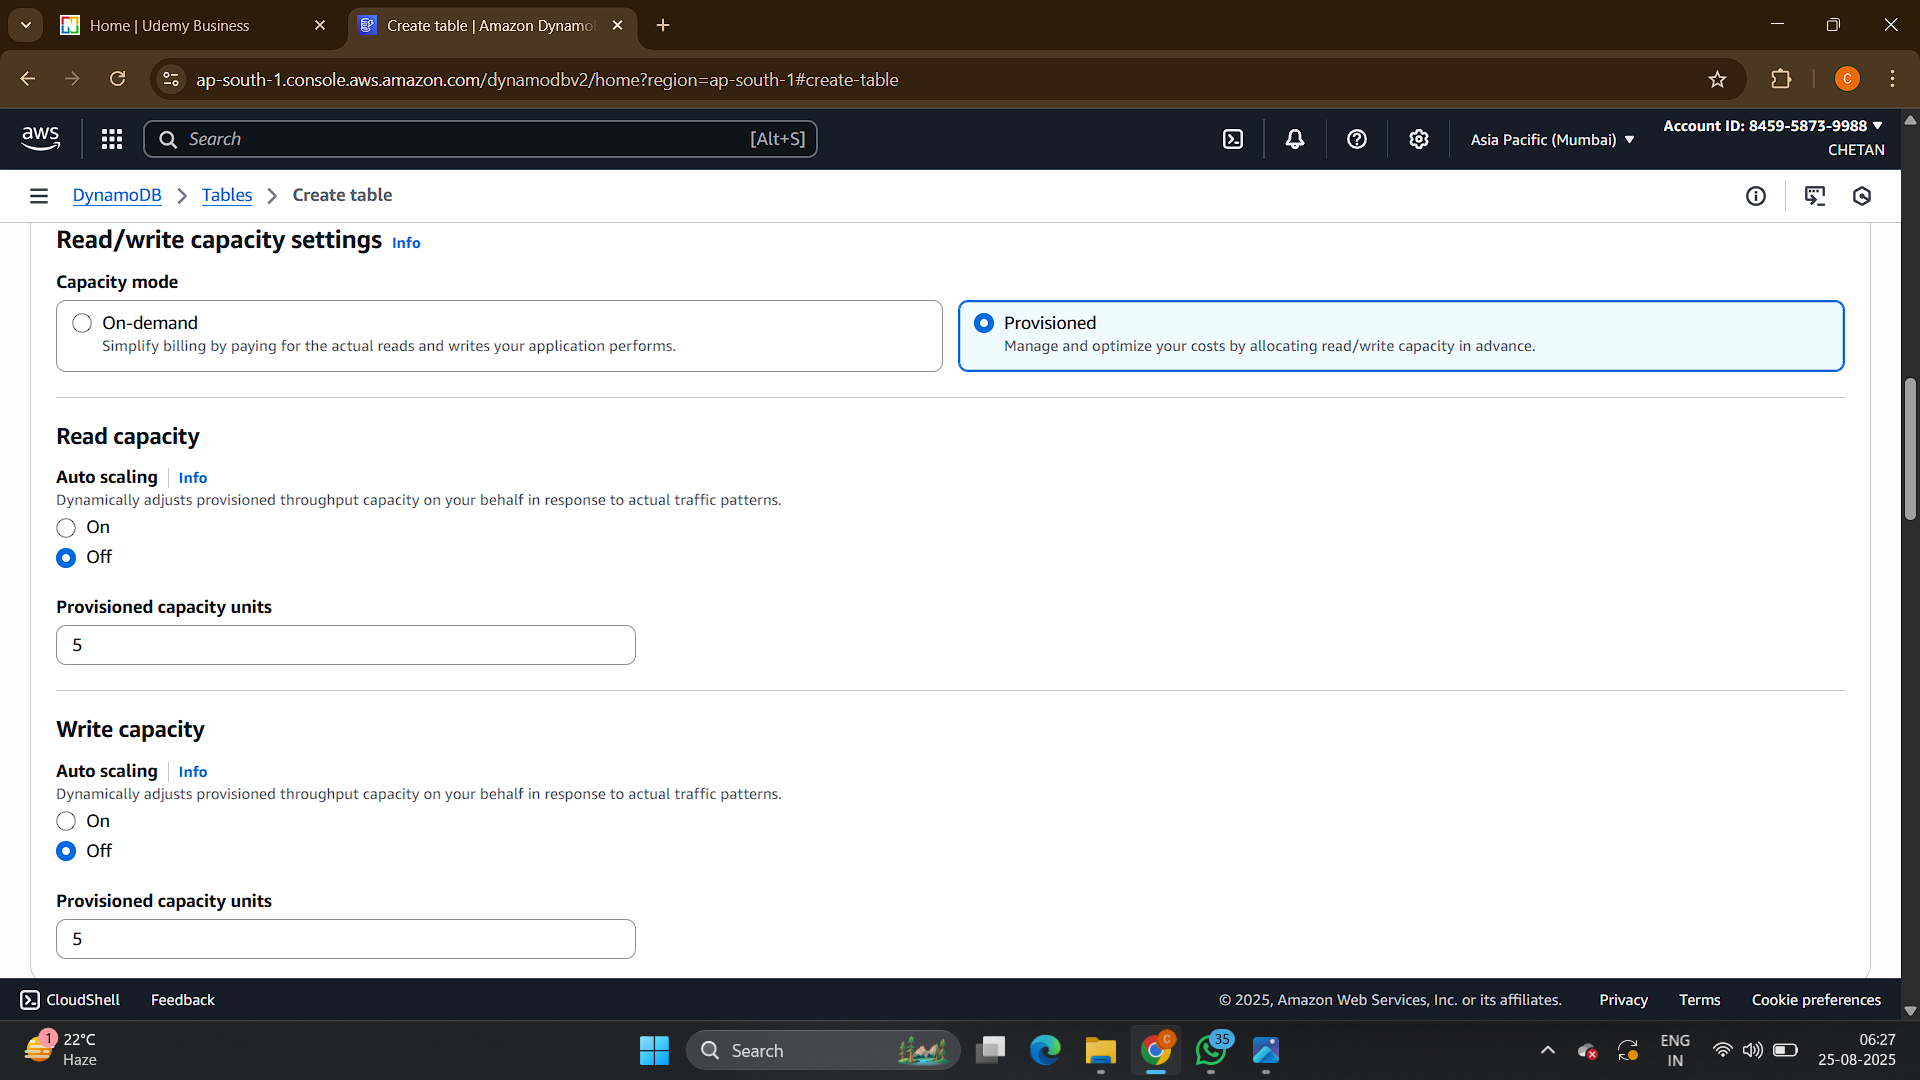 Home | Udemy Business
Create table | Amazon Dynamo
ap-south-1.console.aws.amazon.com/dynamodbv2/home?region=ap-south-1#create-table
C
aws
Search
[Alt+S]
Asia Pacific (Mumbai)
Account ID: 8459-5873-9988
CHETAN
DynamoDB
Tables
Create table
Read/write capacity settings Info
Capacity mode
On-demand
Simplify billing by paying for the actual reads and writes your application performs.
Provisioned
Manage and optimize your costs by allocating read/write capacity in advance.
Read capacity
Auto scaling Info
Dynamically adjusts provisioned throughput capacity on your behalf in response to actual traffic patterns.
On
Off
Provisioned capacity units
5
Write capacity
Auto scaling Info
Dynamically adjusts provisioned throughput capacity on your behalf in response to actual traffic patterns.
On
Off
Provisioned capacity units
5
CloudShell
Feedback
© 2025, Amazon Web Services, Inc. or its affiliates.
Privacy
Terms
Cookie preferences
1
22°C
Haze
Search
C
35
ENG
IN
06:27
25-08-2025